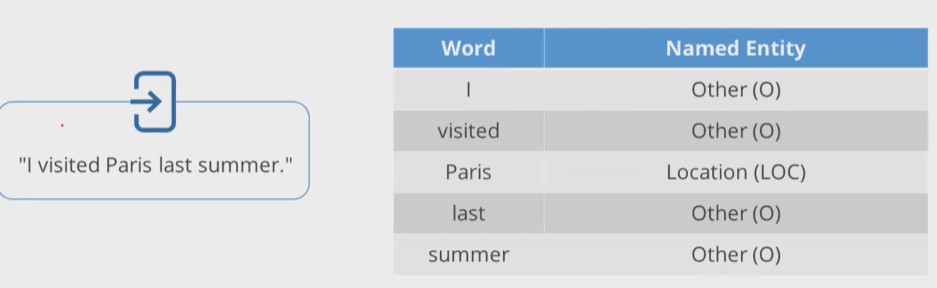 "I visited Paris last summer."
Word Named Entity
I Other (O)
visited Other (O)
Paris Location (LOC)
last Other (O)
summer Other (O)